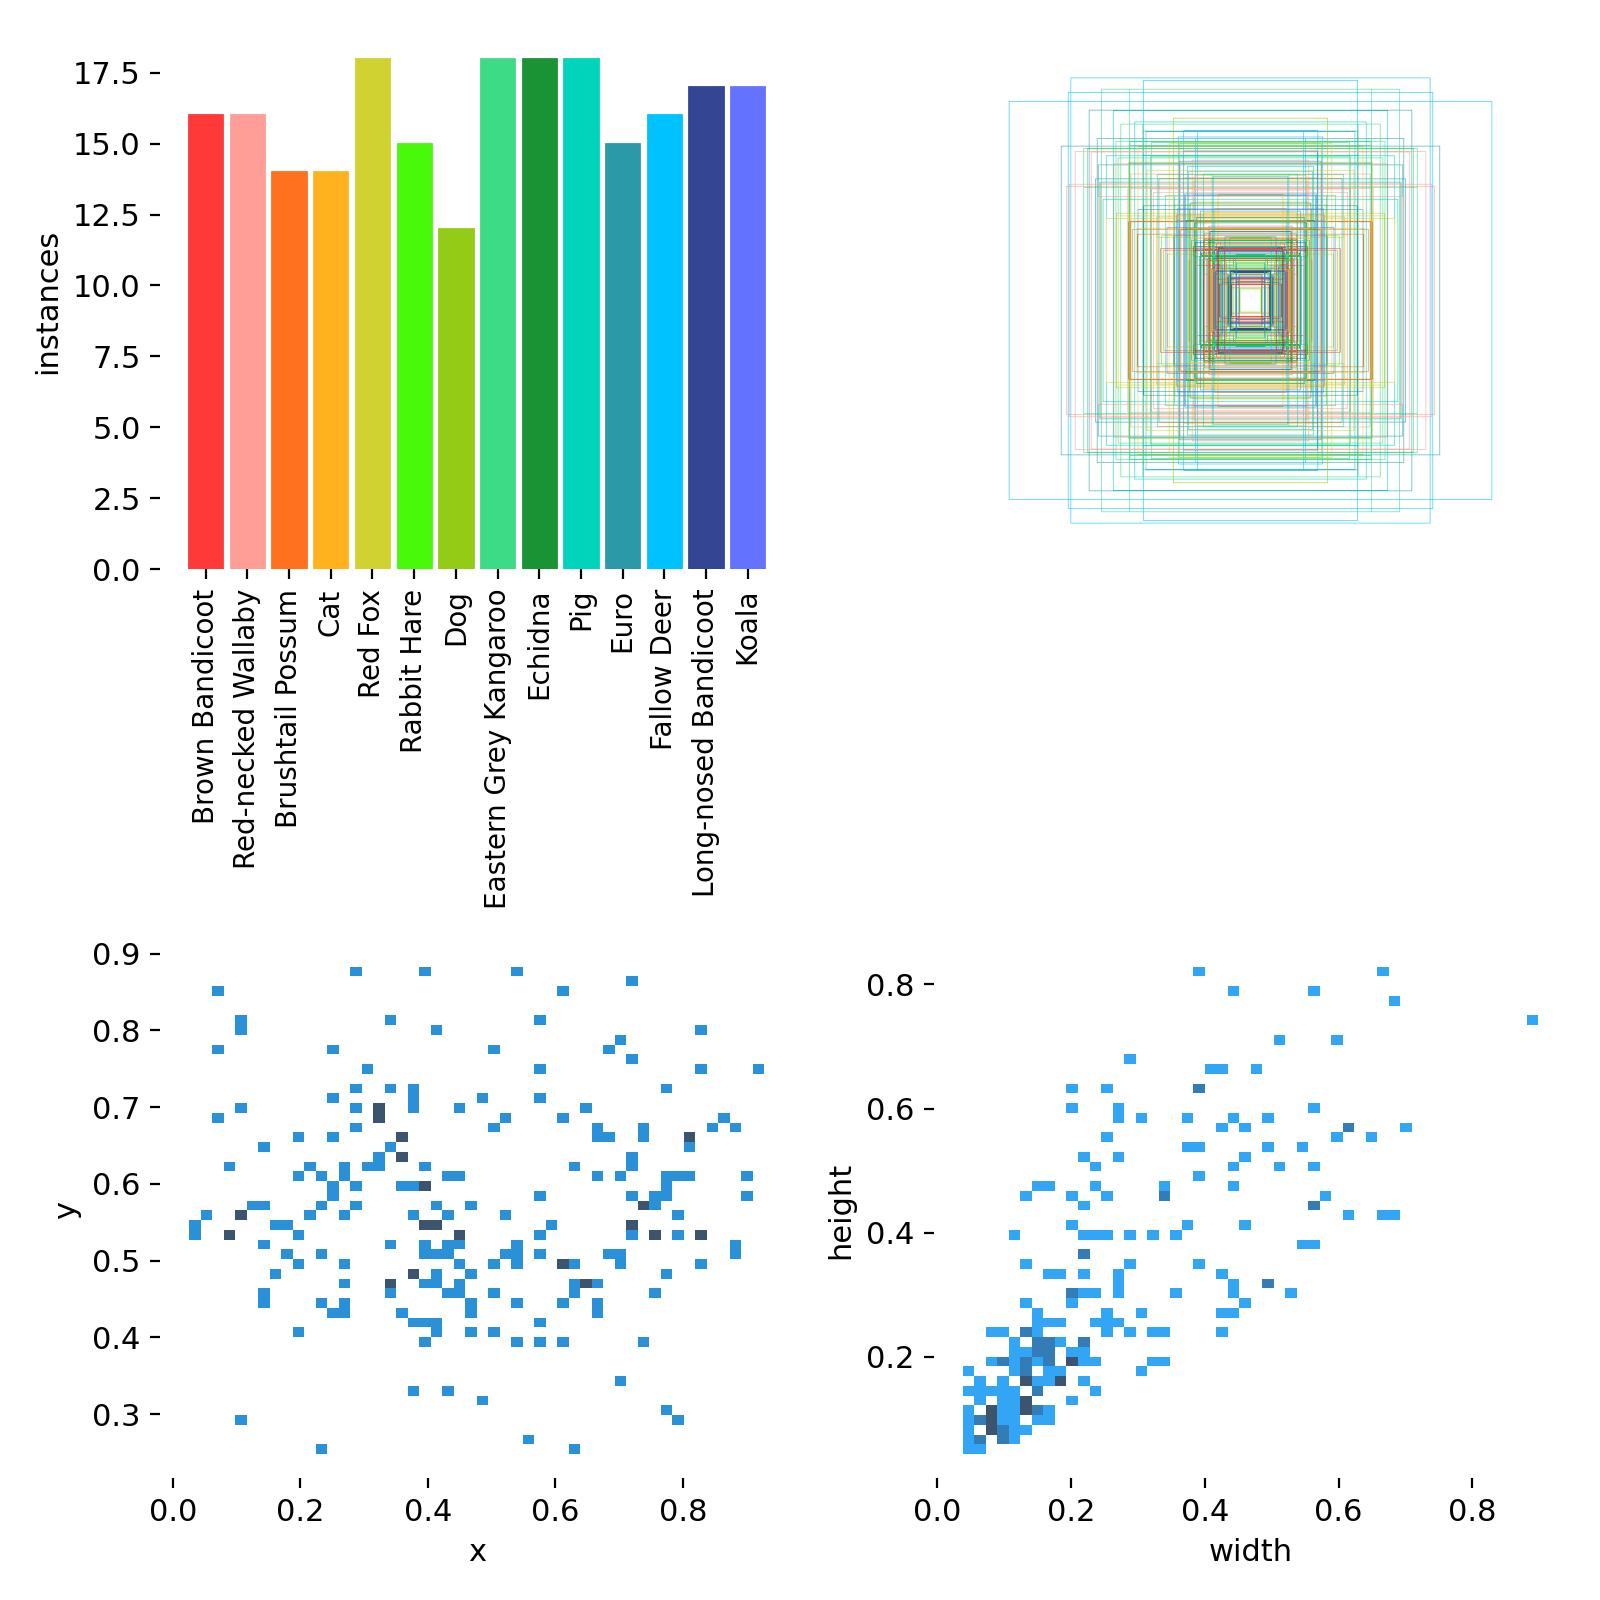 instances
17.5
15.0
12.5
10.0
7.5
5.0
2.5
0.0
Brown Bandicoot
Red-necked Wallaby
Brushtail Possum
Cat
Red Fox
Rabbit Hare
Dog
Eastern Grey Kangaroo
Echidna
Pig
Euro
Fallow Deer
Long-nosed Bandicoot
Koala
y
0.9
0.8
0.7
0.6
0.5
0.4
0.3
0.0 0.2 0.4 0.6 0.8
x
height
0.8
0.6
0.4
0.2
0.0 0.2 0.4 0.6 0.8
width